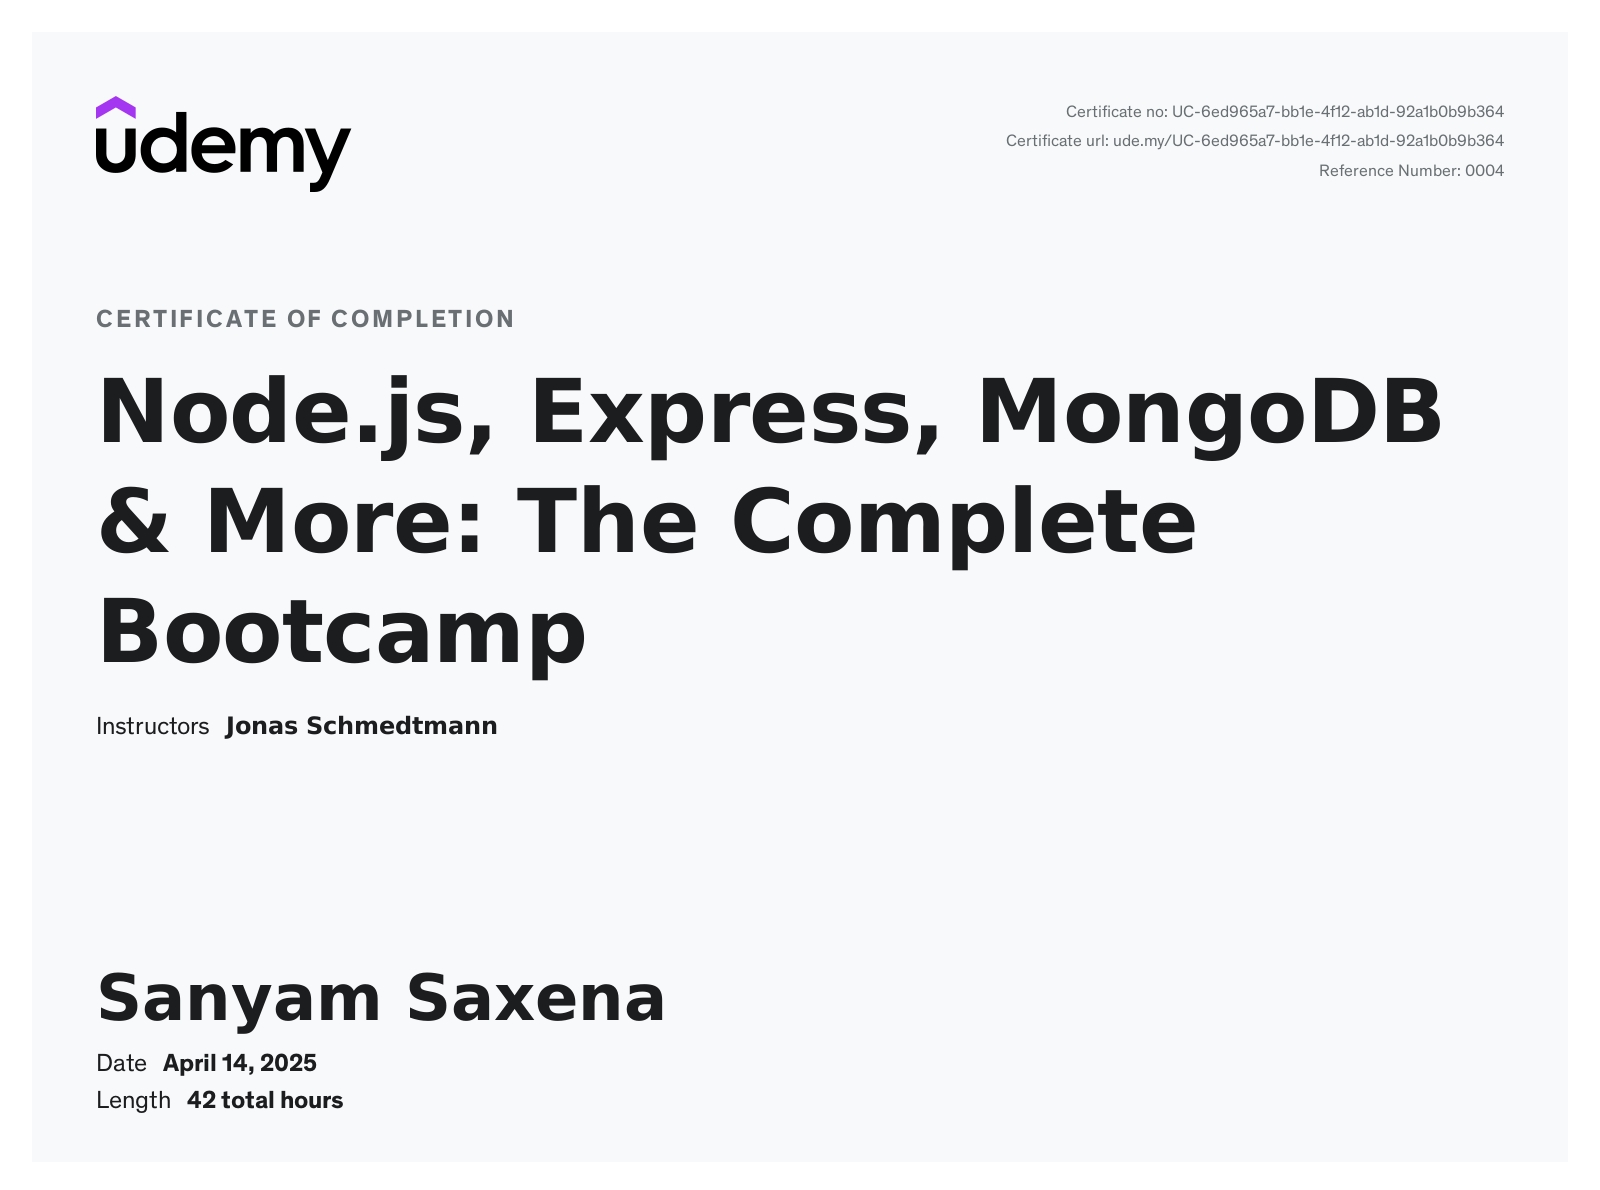 udemy
Certificate no: UC-6ed965a7-bb1e-4f12-ab1d-92a1b0b9b364
Certificate url: ude.my/UC-6ed965a7-bb1e-4f12-ab1d-92a1b0b9b364
Reference Number: 0004
CERTIFICATE OF COMPLETION
Node.js, Express, MongoDB
& More: The Complete
Bootcamp
Instructors Jonas Schmedtmann
Sanyam Saxena
Date April 14, 2025
Length 42 total hours